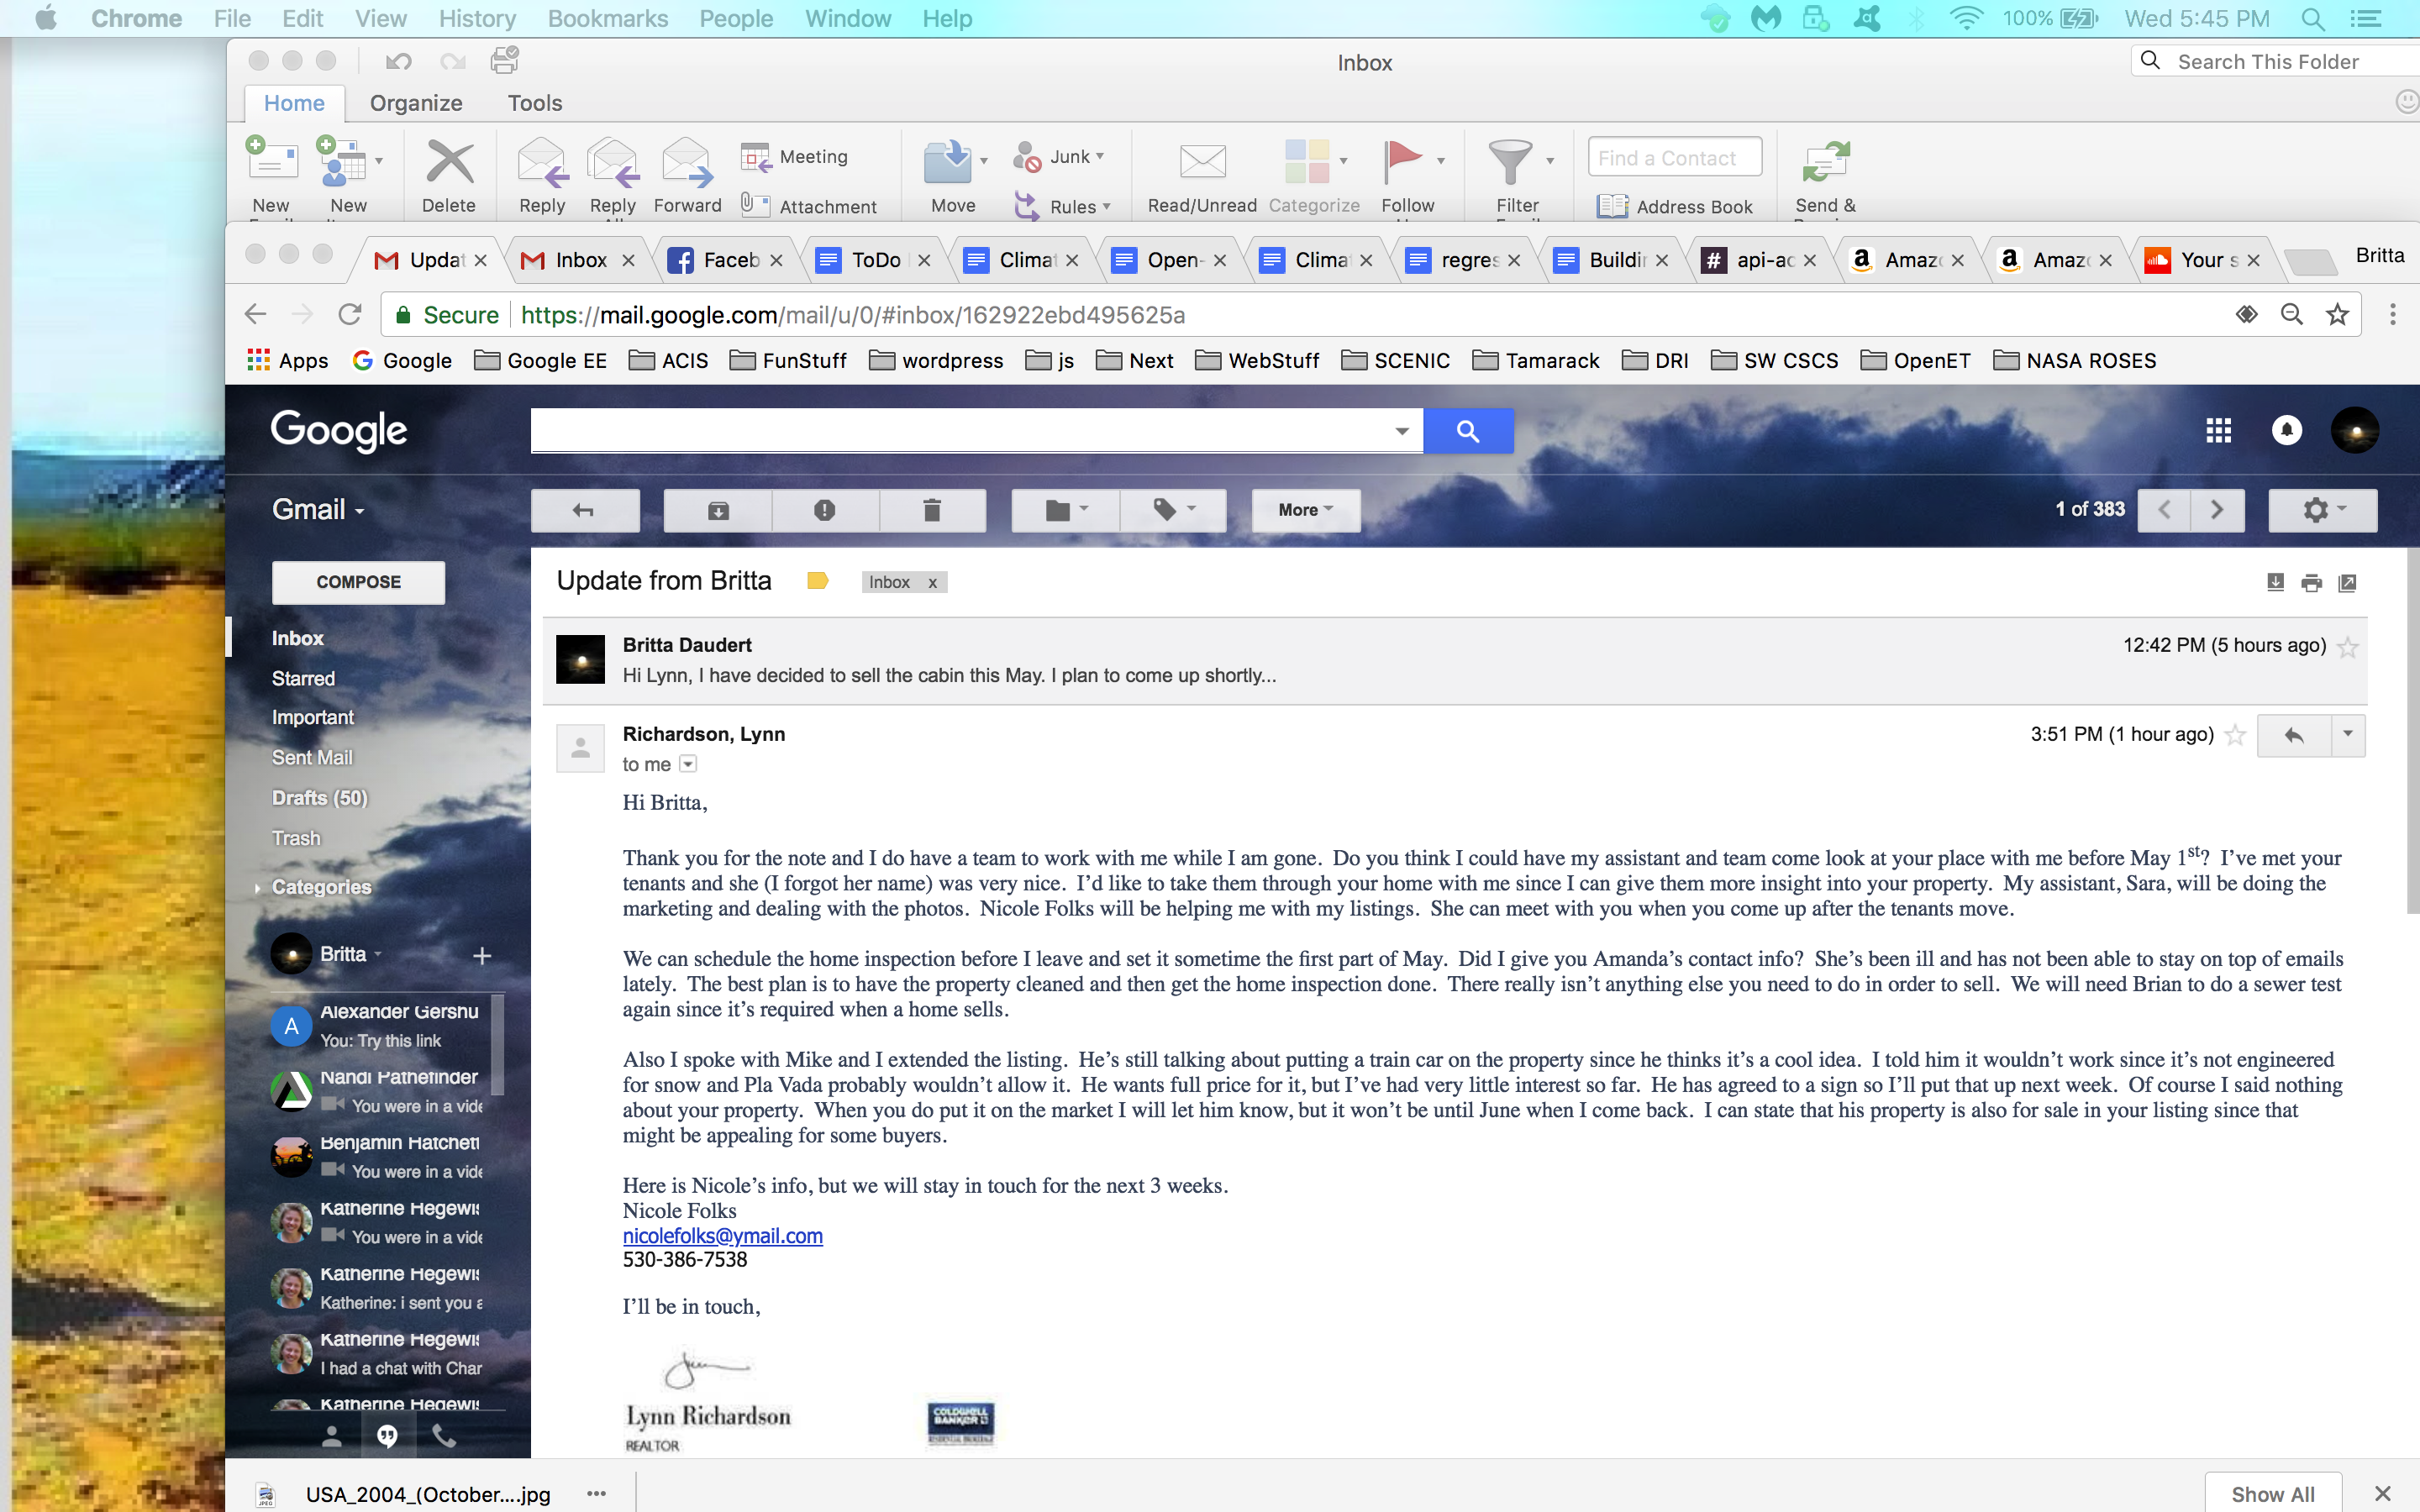 Chrome File Edit View History Bookmarks People Window Help 100% Wed 5:45 PM
Inbox
Search This Folder
Home Organize Tools
Meeting
Junk
Find a Contact
New New Delete Reply Reply Forward Attachment Move Rules Read/Unread Categorize Follow Filter Address Book Send &
Updat Inbox Faceb ToDo Climat Open- Climat regres Buildin api-ac Amazo Amazo Your s Britta
Secure https://mail.google.com/mail/u/0/#inbox/162922ebd495625a
Apps Google Google EE ACIS FunStuff wordpress js Next WebStuff SCENIC Tamarack DRI SW CSCS OpenET NASA ROSES
Google
Gmail
More
1 of 383
COMPOSE
Inbox
Starred
Important
Sent Mail
Drafts (50)
Trash
Categories
Britta
Alexander Gershu
A
You: Try this link
Nandi Pathefinder
You were in a vide
Benjamin Hatchett
You were in a vide
Katherine Hegewis
You were in a vide
Katherine Hegewis
Katherine: i sent you a
Katherine Hegewis
I had a chat with Char
Katherine Hegewis
Update from Britta Inbox x
Britta Daudert 12:42 PM (5 hours ago)
Hi Lynn, I have decided to sell the cabin this May. I plan to come up shortly...
Richardson, Lynn 3:51 PM (1 hour ago)
to me
Hi Britta,
Thank you for the note and I do have a team to work with me while I am gone. Do you think I could have my assistant and team come look at your place with me before May 1st? I've met your
tenants and she (I forgot her name) was very nice. I'd like to take them through your home with me since I can give them more insight into your property. My assistant, Sara, will be doing the
marketing and dealing with the photos. Nicole Folks will be helping me with my listings. She can meet with you when you come up after the tenants move.
We can schedule the home inspection before I leave and set it sometime the first part of May. Did I give you Amanda's contact info? She's been ill and has not been able to stay on top of emails
lately. The best plan is to have the property cleaned and then get the home inspection done. There really isn't anything else you need to do in order to sell. We will need Brian to do a sewer test
again since it's required when a home sells.
Also I spoke with Mike and I extended the listing. He's still talking about putting a train car on the property since he thinks it's a cool idea. I told him it wouldn't work since it's not engineered
for snow and Pla Vada probably wouldn't allow it. He wants full price for it, but I've had very little interest so far. He has agreed to a sign so I'll put that up next week. Of course I said nothing
about your property. When you do put it on the market I will let him know, but it won't be until June when I come back. I can state that his property is also for sale in your listing since that
might be appealing for some buyers.
Here is Nicole's info, but we will stay in touch for the next 3 weeks.
Nicole Folks
nicolefolks@ymail.com
530-386-7538
I'll be in touch,
Lynn Richardson
REALTOR
COLDWELL
BANKER
USA_2004_(October....jpg
Show All